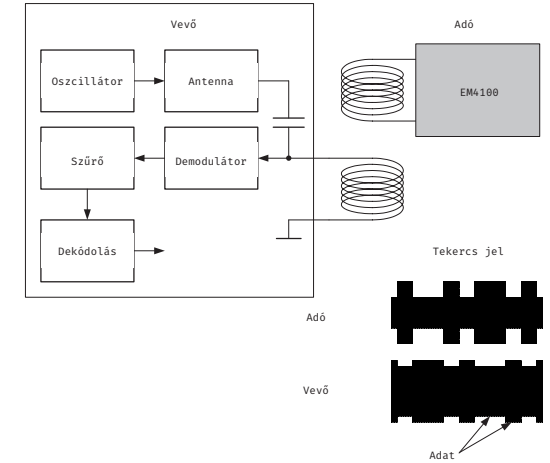 Vevő
Adó
Oszcillátor
Antenna
EM4100
Szűrő
Demodulátor
Dekódolás
Tekercs jel
Adó
Vevő
Adat